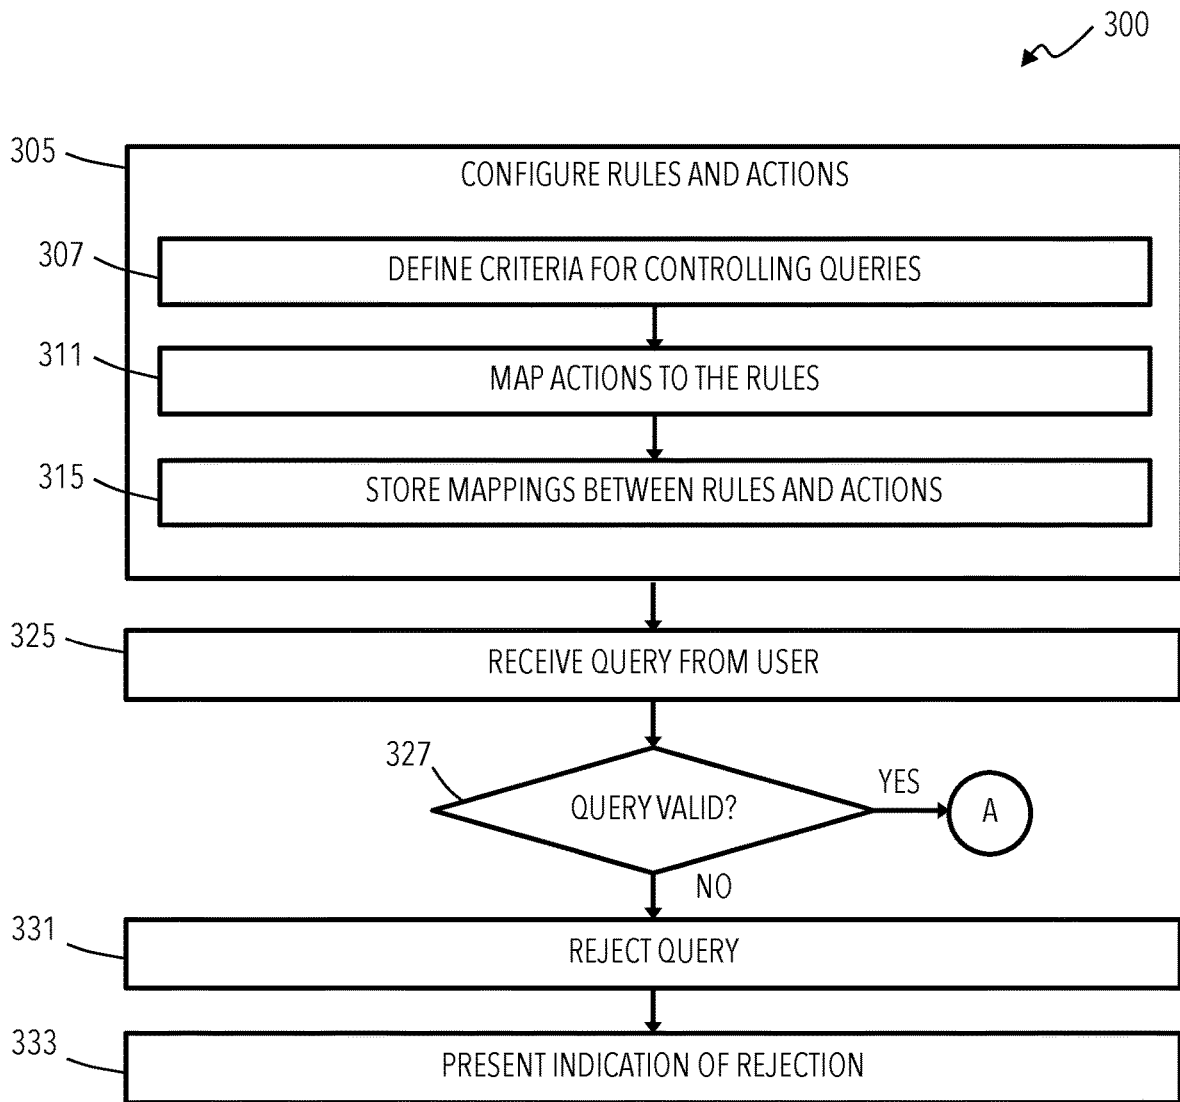 300
305
CONFIGURE RULES AND ACTIONS
307
DEFINE CRITERIA FOR CONTROLLING QUERIES
311
MAP ACTIONS TO THE RULES
315
STORE MAPPINGS BETWEEN RULES AND ACTIONS
325
RECEIVE QUERY FROM USER
327
QUERY VALID?
YES
A
NO
331
REJECT QUERY
333
PRESENT INDICATION OF REJECTION